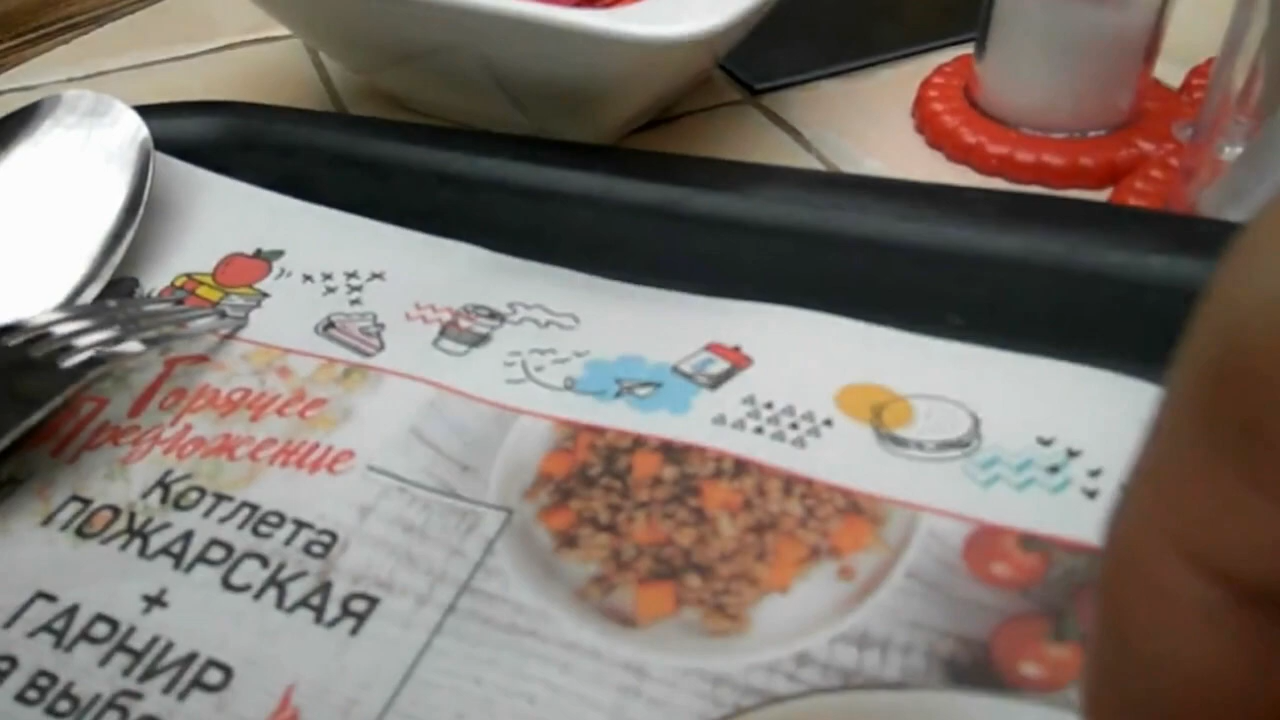 Горячее
Предложение
Котлета
ПОЖАРСКАЯ
+
ГАРНИР